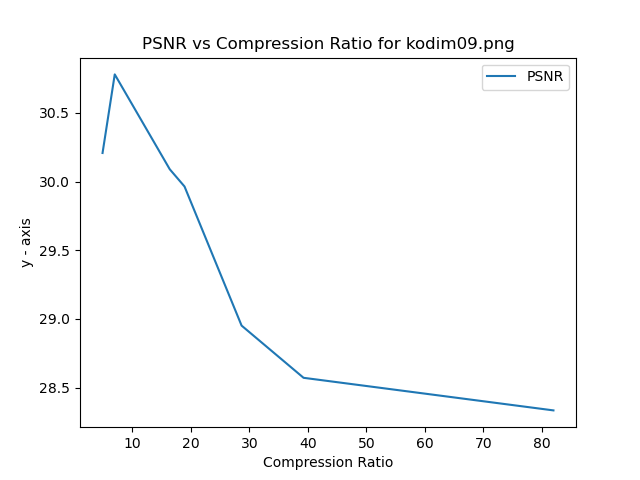 PSNR vs Compression Ratio for kodim09.png
PSNR
30.5
30.0
29.5
29.0
28.5
y - axis
10 20 30 40 50 60 70 80
Compression Ratio